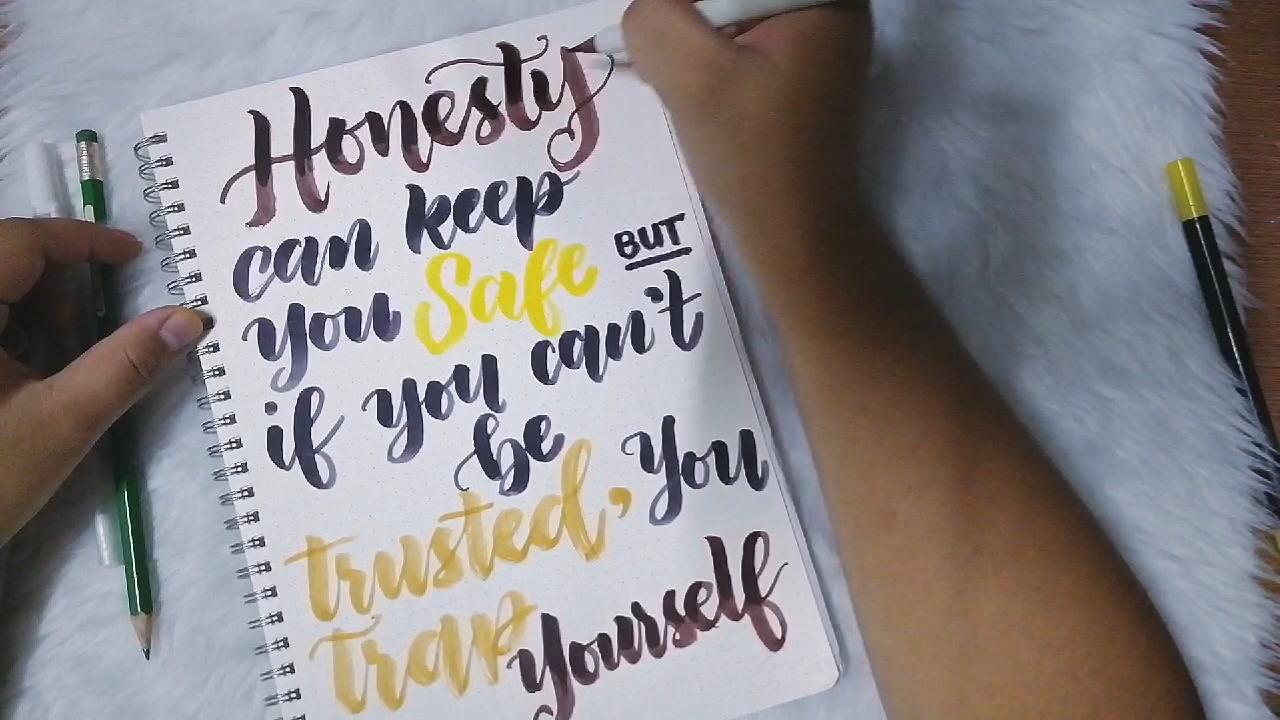 Honesty
can keep
you Safe BUT
if you can't
be
trusted, You
trap yourself